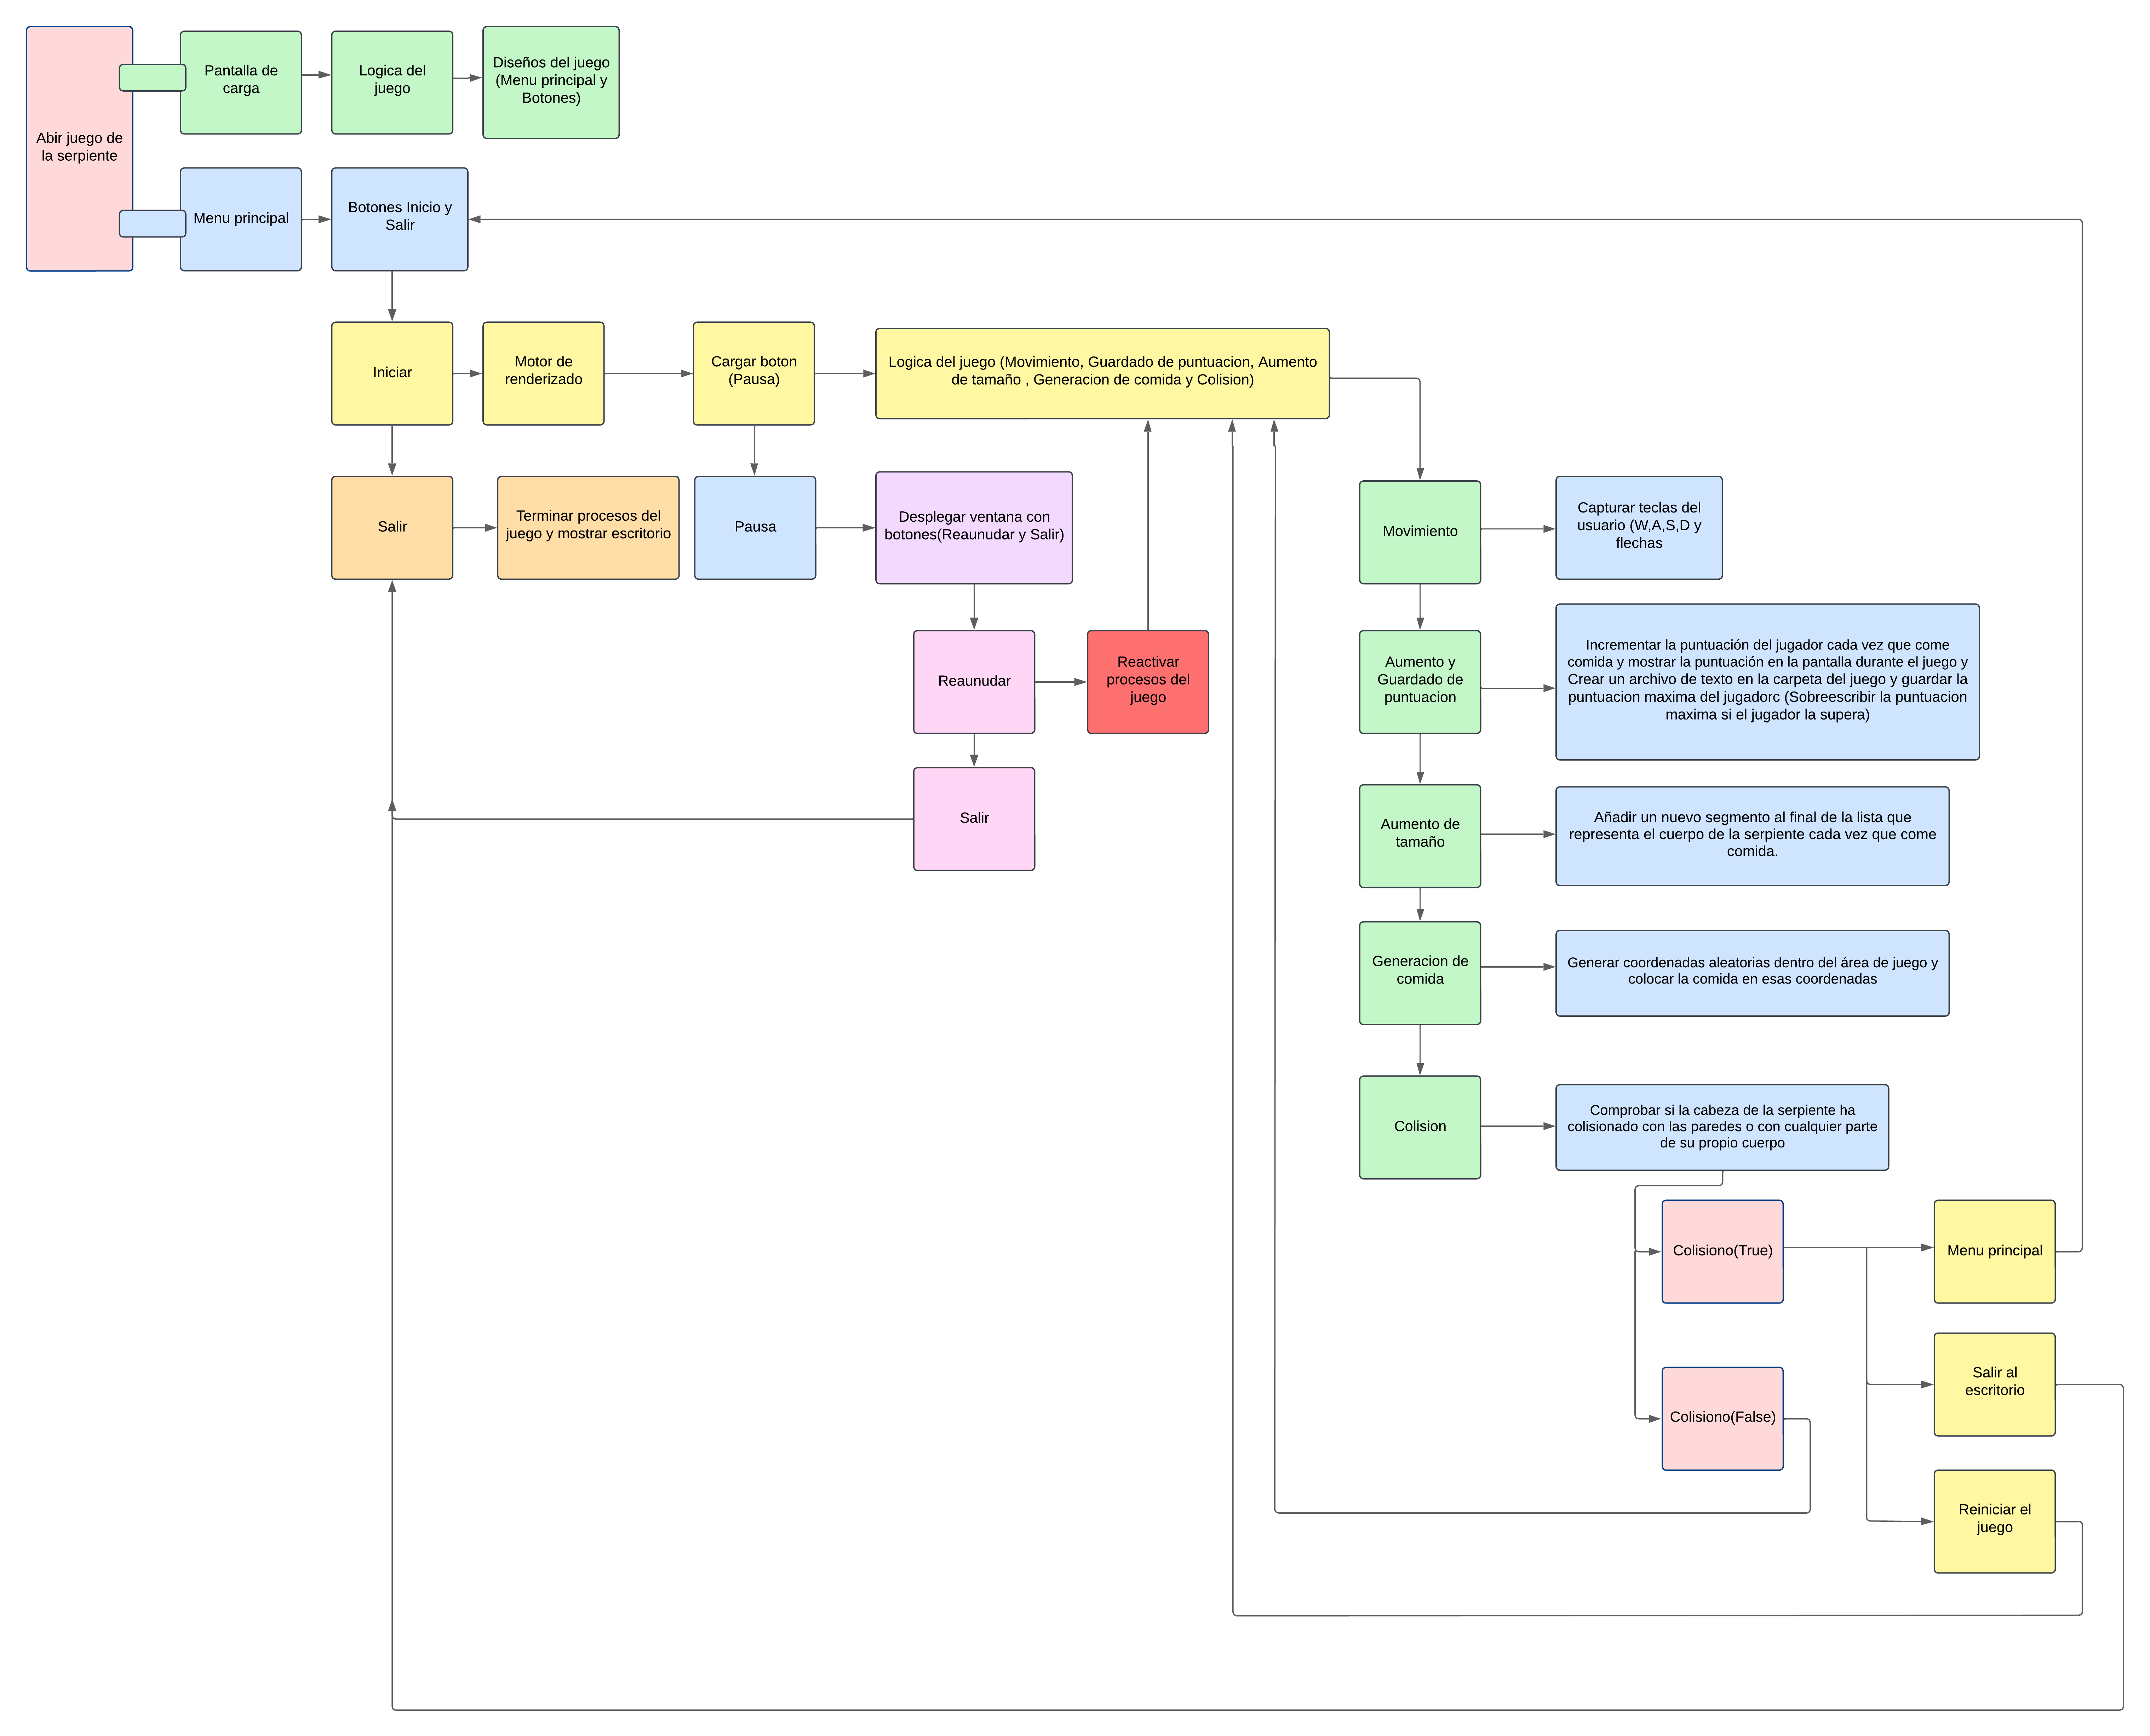 Abir juego de
la serpiente
Pantalla de
carga
Logica del
juego
Diseños del juego
(Menu principal y
Botones)
Menu principal
Botones Inicio y
Salir
Iniciar
Motor de
renderizado
Cargar boton
(Pausa)
Logica del juego (Movimiento, Guardado de puntuacion, Aumento
de tamaño , Generacion de comida y Colision)
Salir
Terminar procesos del
juego y mostrar escritorio
Pausa
Desplegar ventana con
botones(Reaunudar y Salir)
Movimiento
Capturar teclas del
usuario (W,A,S,D y
flechas
Reaunudar
Reactivar
procesos del
juego
Aumento y
Guardado de
puntuacion
Incrementar la puntuación del jugador cada vez que come
comida y mostrar la puntuación en la pantalla durante el juego y
Crear un archivo de texto en la carpeta del juego y guardar la
puntuacion maxima del jugadorc (Sobreescribir la puntuacion
maxima si el jugador la supera)
Salir
Aumento de
tamaño
Añadir un nuevo segmento al final de la lista que
representa el cuerpo de la serpiente cada vez que come
comida.
Generacion de
comida
Generar coordenadas aleatorias dentro del área de juego y
colocar la comida en esas coordenadas
Colision
Comprobar si la cabeza de la serpiente ha
colisionado con las paredes o con cualquier parte
de su propio cuerpo
Colisiono(True)
Menu principal
Salir al
escritorio
Colisiono(False)
Reiniciar el
juego